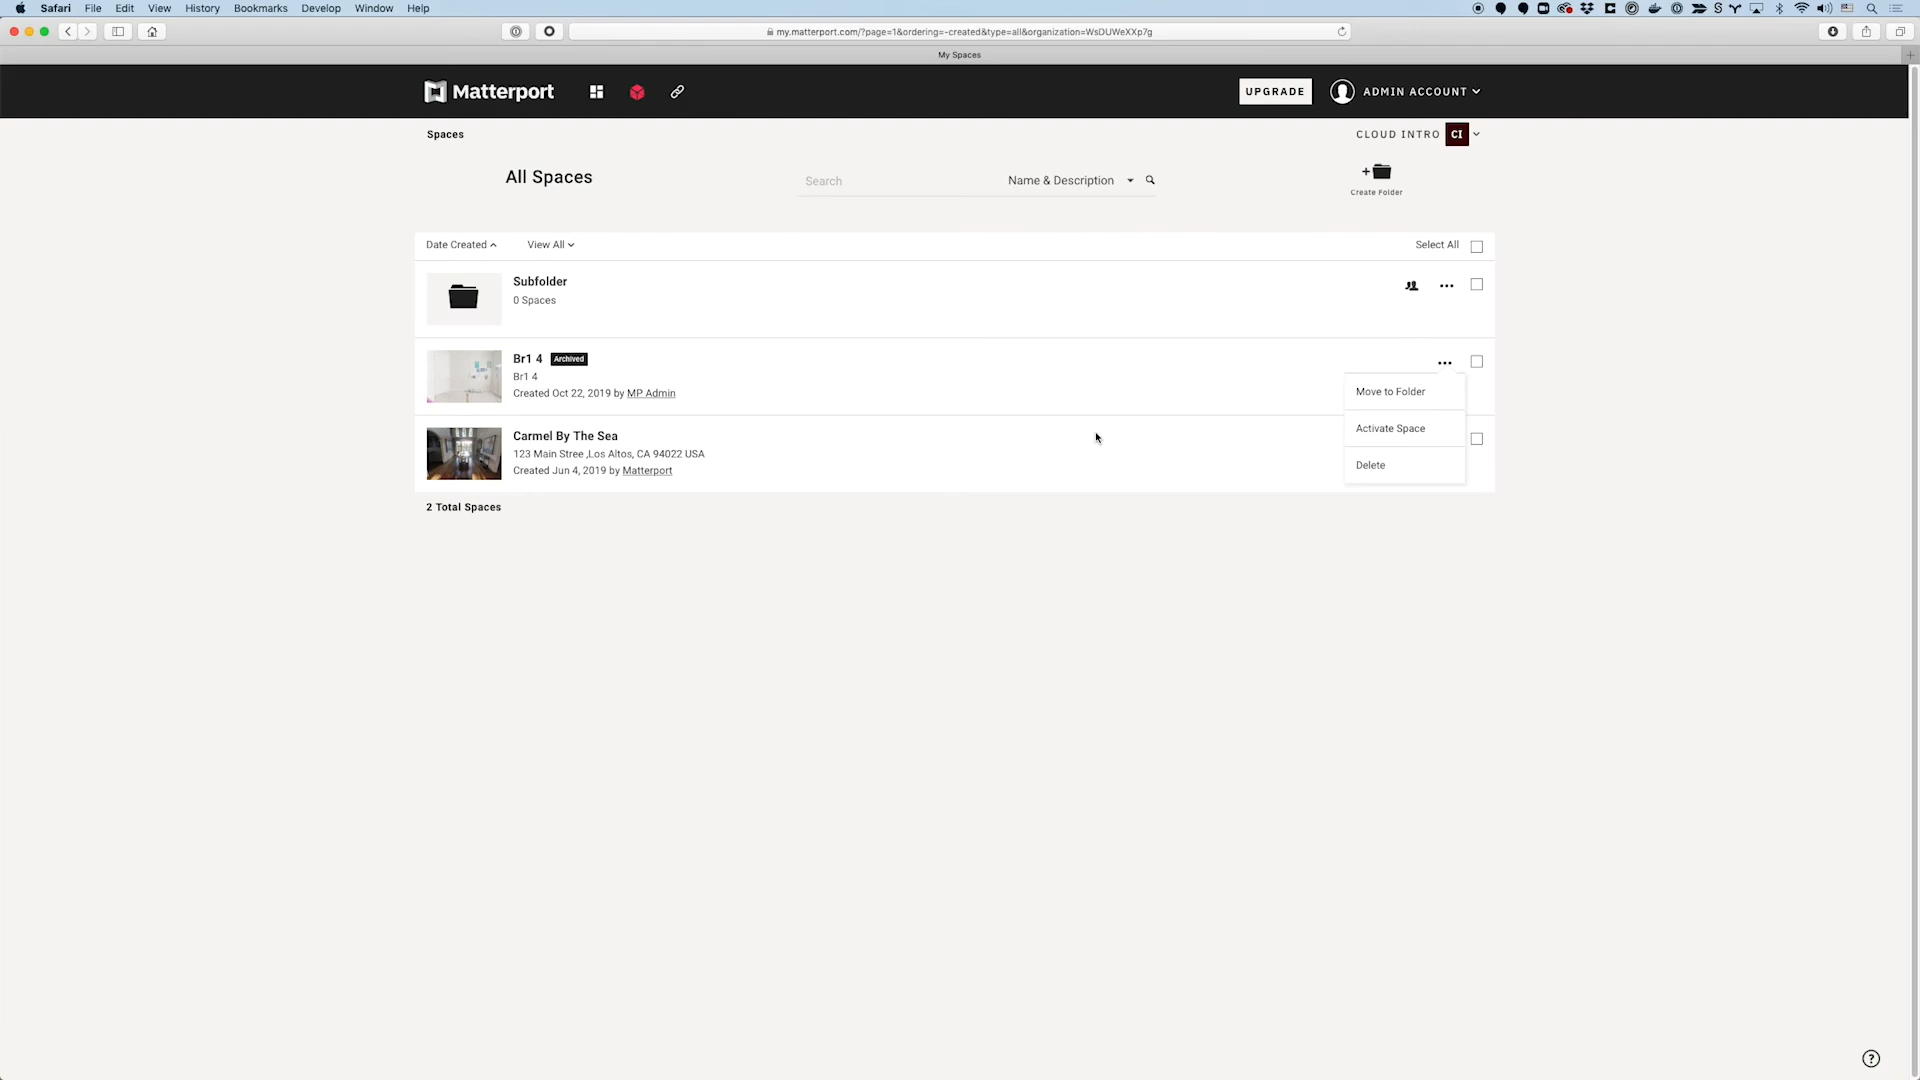 Safari File Edit View History Bookmarks Develop Window Help
my.matterport.com/?page=1&ordering=-created&type=all&organization=WsDUWeXXp7g
My Spaces
Matterport
UPGRADE
ADMIN ACCOUNT
Spaces
CLOUD INTRO CI
All Spaces
Search
Name & Description
Create Folder
Date Created
View All
Select All
Subfolder
0 Spaces
Br1 4 Archived
Br1 4
Created Oct 22, 2019 by MP Admin
Move to Folder
Activate Space
Delete
Carmel By The Sea
123 Main Stree ,Los Altos, CA 94022 USA
Created Jun 4, 2019 by Matterport
2 Total Spaces
?